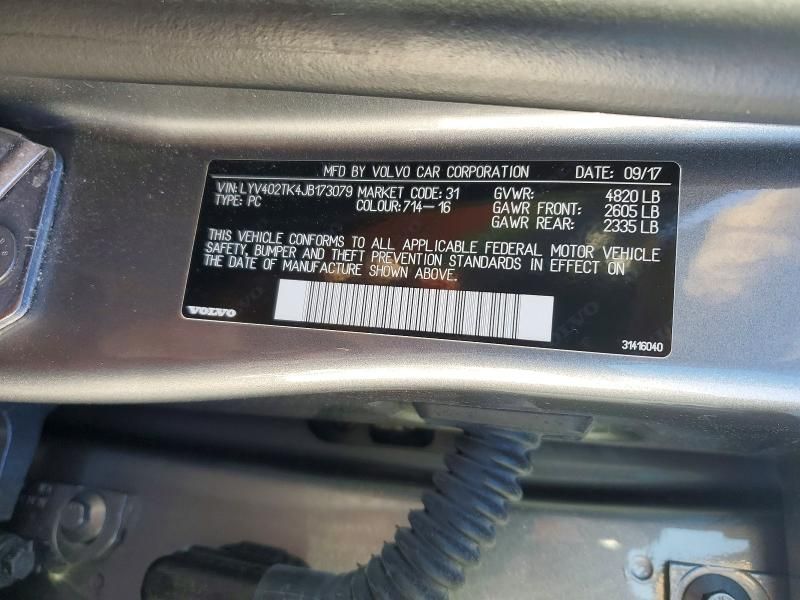 MFD BY VOLVO CAR CORPORATION DATE: 09/17
VIN: LYV402TK4JB173079 MARKET CODE: 31 GVWR: 4820 LB
TYPE: PC COLOUR: 714-16 GAWR FRONT: 2605 LB
GAWR REAR: 2335 LB
THIS VEHICLE CONFORMS TO ALL APPLICABLE FEDERAL MOTOR VEHICLE
SAFETY, BUMPER AND THEFT PREVENTION STANDARDS IN EFFECT ON
THE DATE OF MANUFACTURE SHOWN ABOVE.
VOLVO
31416040